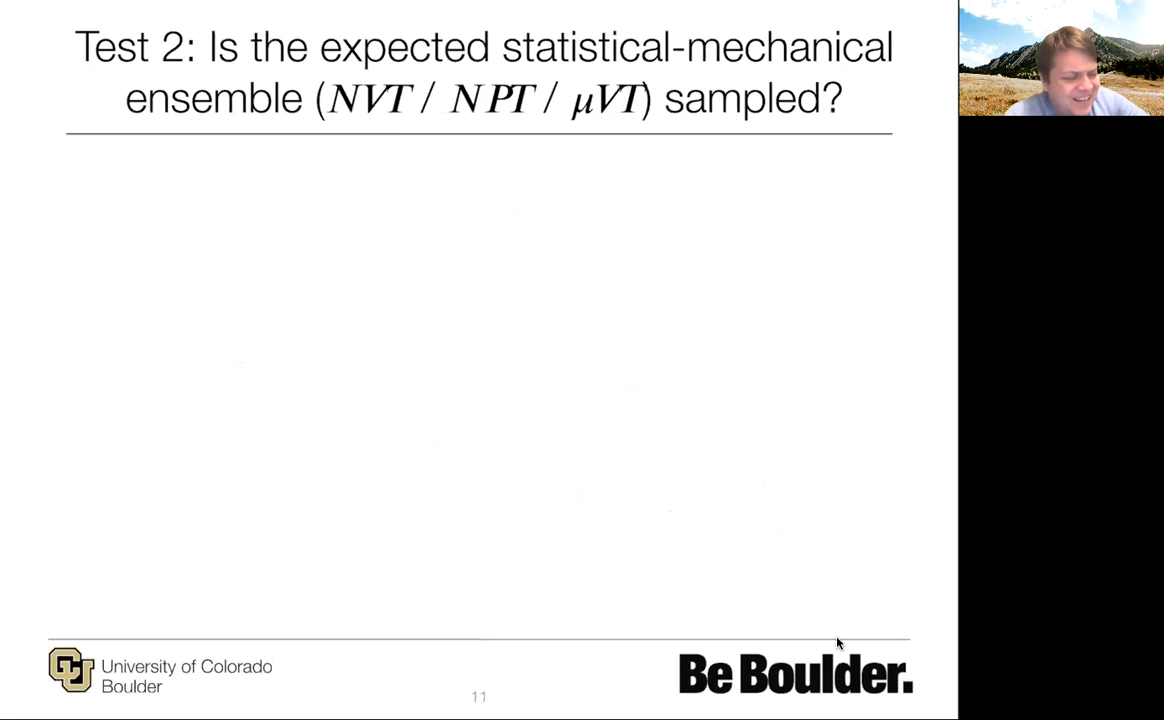 Test 2: Is the expected statistical-mechanical
ensemble (NVT / NPT / μVT) sampled?
University of Colorado
Boulder
11
Be Boulder.